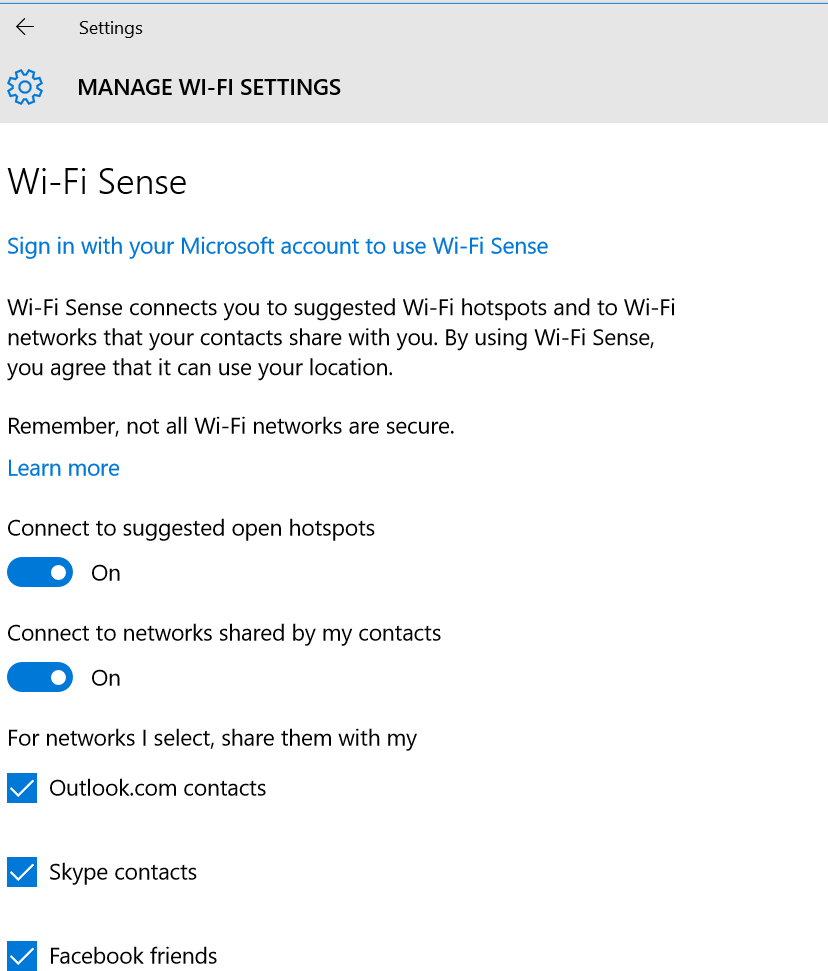 Settings
MANAGE WI-FI SETTINGS
Wi-Fi Sense
Sign in with your Microsoft account to use Wi-Fi Sense
Wi-Fi Sense connects you to suggested Wi-Fi hotspots and to Wi-Fi
networks that your contacts share with you. By using Wi-Fi Sense,
you agree that it can use your location.
Remember, not all Wi-Fi networks are secure.
Learn more
Connect to suggested open hotspots
On
Connect to networks shared by my contacts
On
For networks I select, share them with my
Outlook.com contacts
Skype contacts
Facebook friends